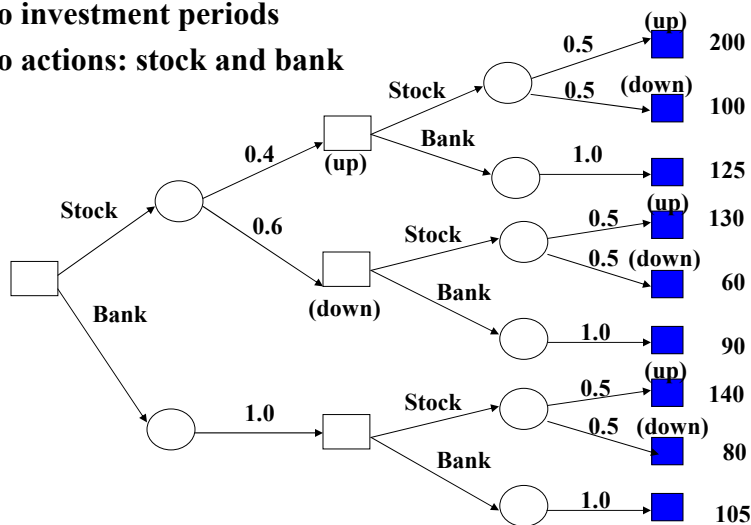 o investment periods
o actions: stock and bank
(up)
0.5
200
Stock
0.5
(down)
100
0.4
(up)
Bank
1.0
125
Stock
0.6
(up)
Stock
0.5
130
0.5 (down)
(down)
60
Bank
Bank
1.0
90
(up)
Stock
0.5
140
1.0
0.5 (down)
80
Bank
1.0
105